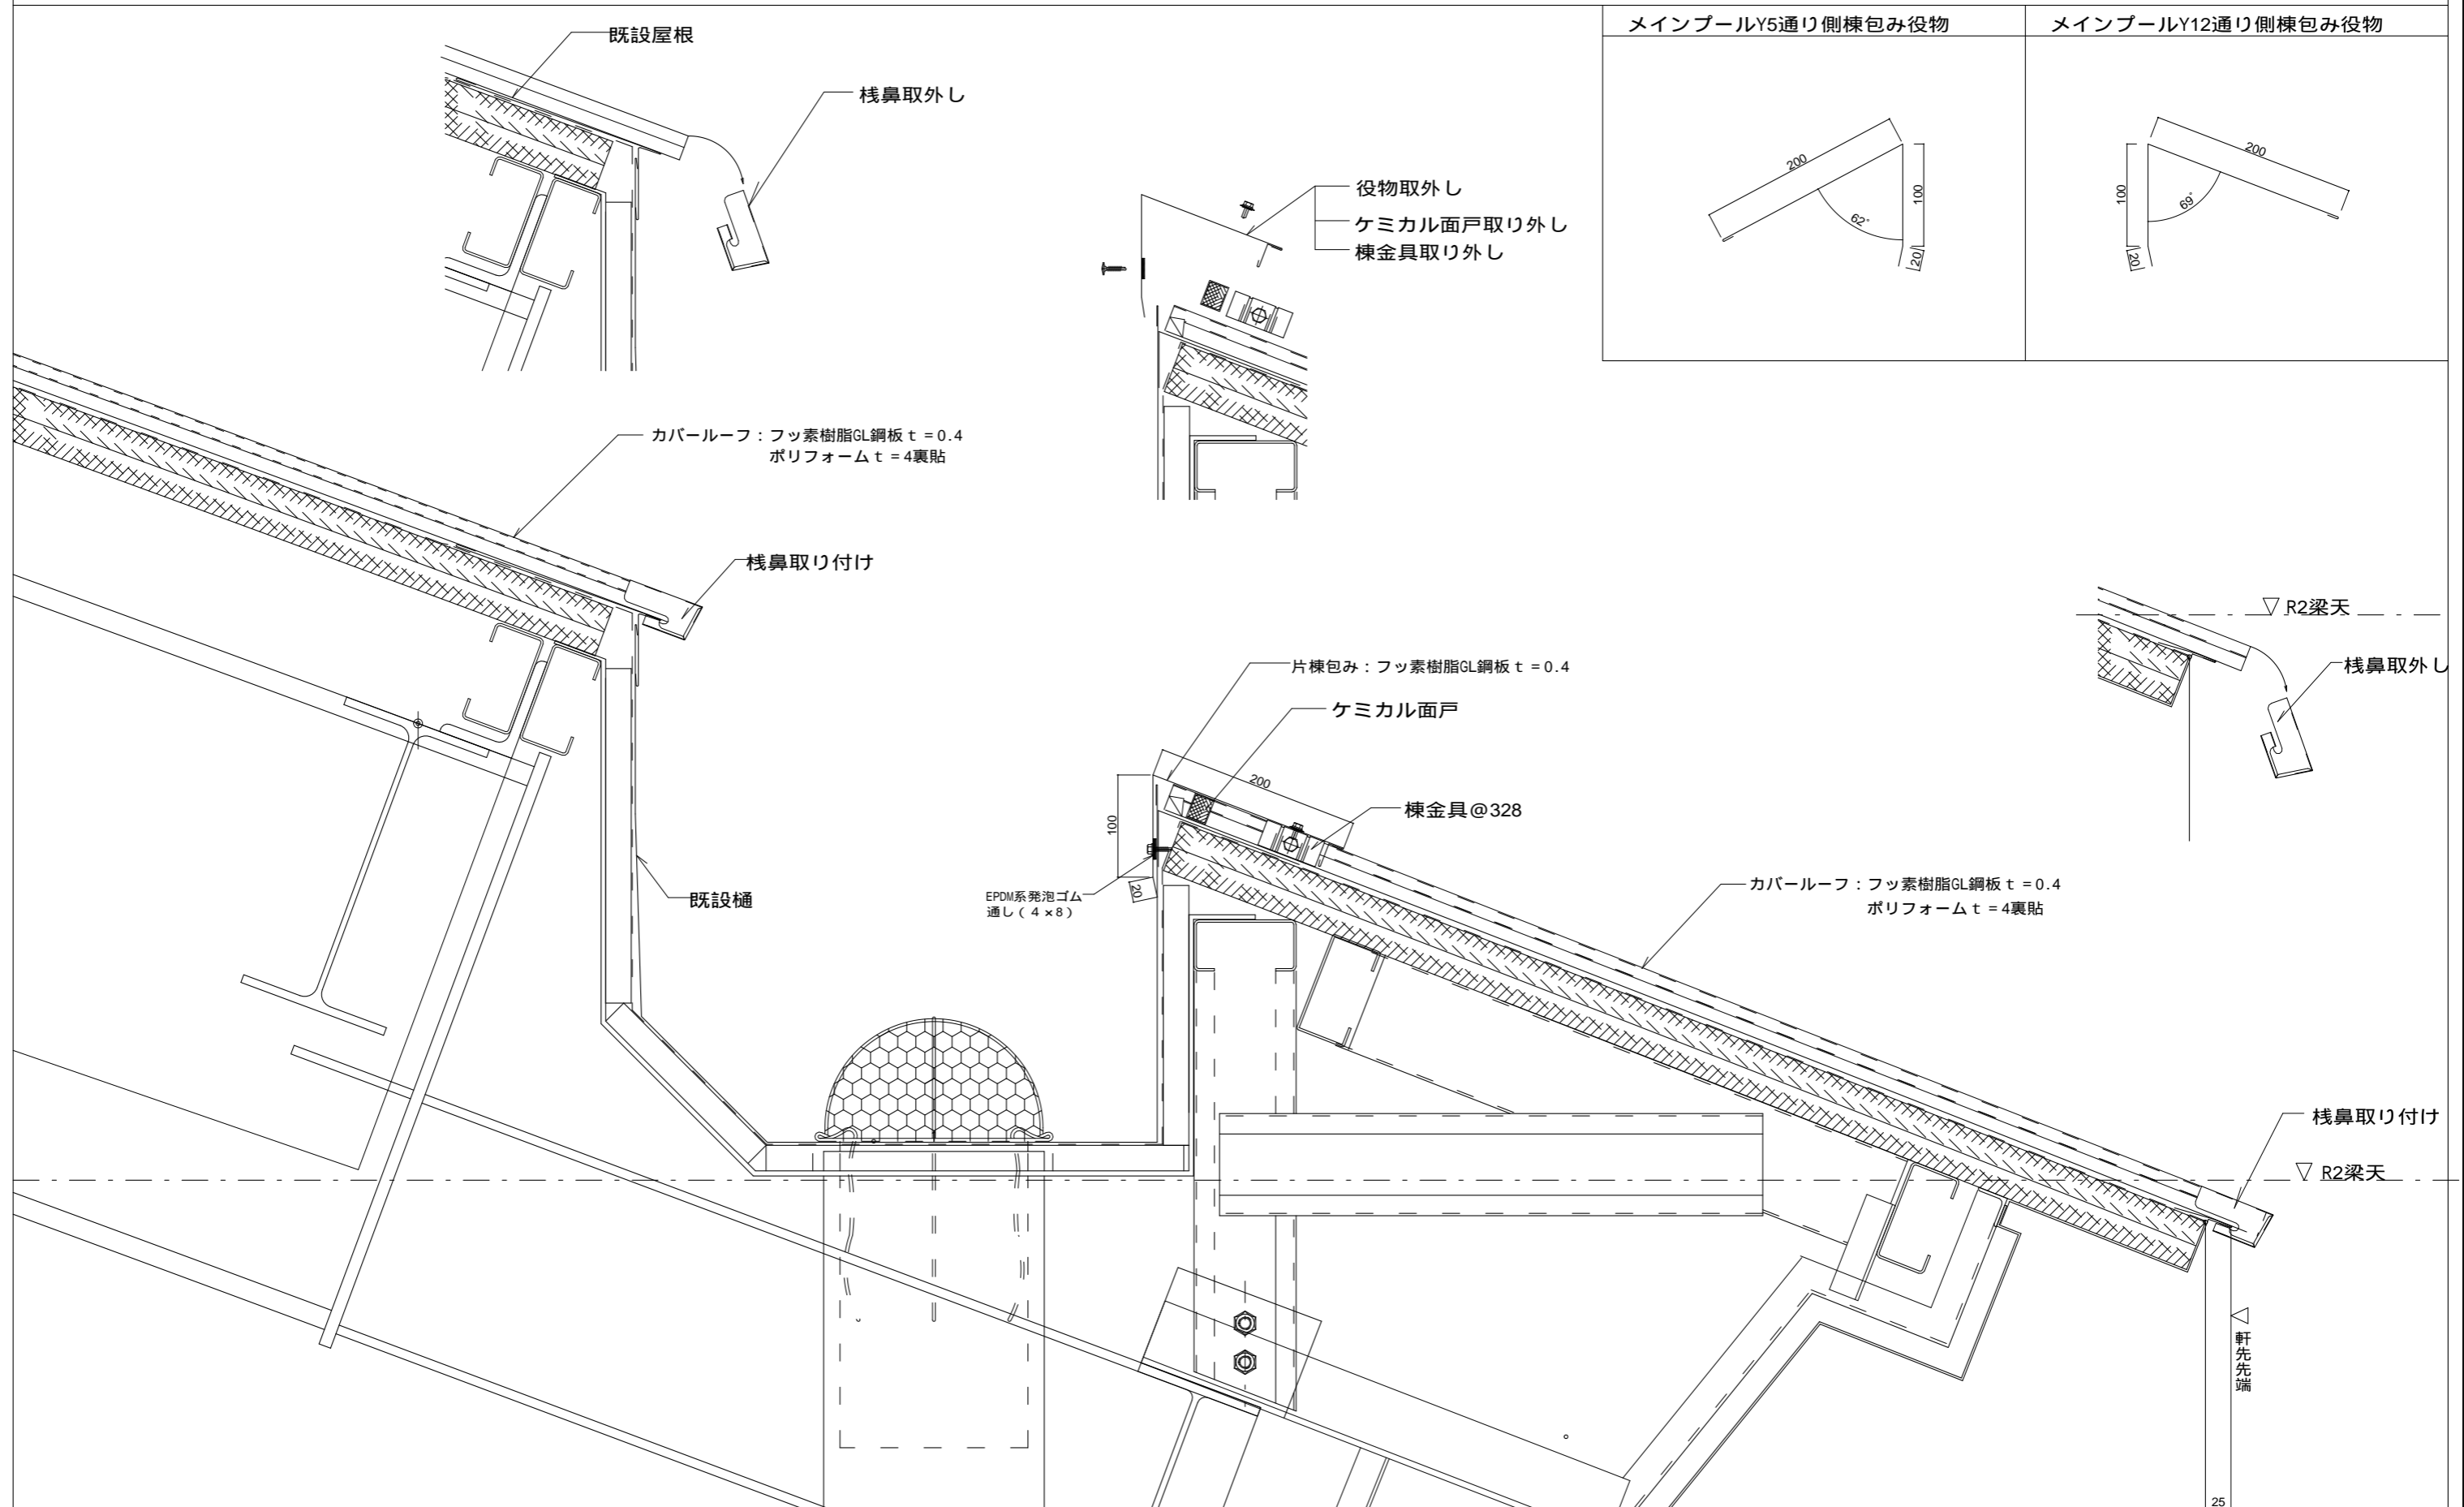 メインプールY5通り側棟包み役物
メインプールY12通り側棟包み役物
既設屋根
桟鼻取外し
200
100
62°
20
200
100
69°
20
役物取外し
ケミカル面戸取り外し
棟金具取り外し
カバールーフ：フッ素樹脂GL鋼板ｔ=0.4
ポリフォームｔ=4裏貼
桟鼻取り付け
R2梁天
桟鼻取外し
片棟包み：フッ素樹脂GL鋼板ｔ=0.4
ケミカル面戸
200
棟金具@328
100
20
EPDM系発泡ゴム
通し（４×8）
既設樋
カバールーフ：フッ素樹脂GL鋼板ｔ=0.4
ポリフォームｔ=4裏貼
桟鼻取り付け
R2梁天
軒先先端
25